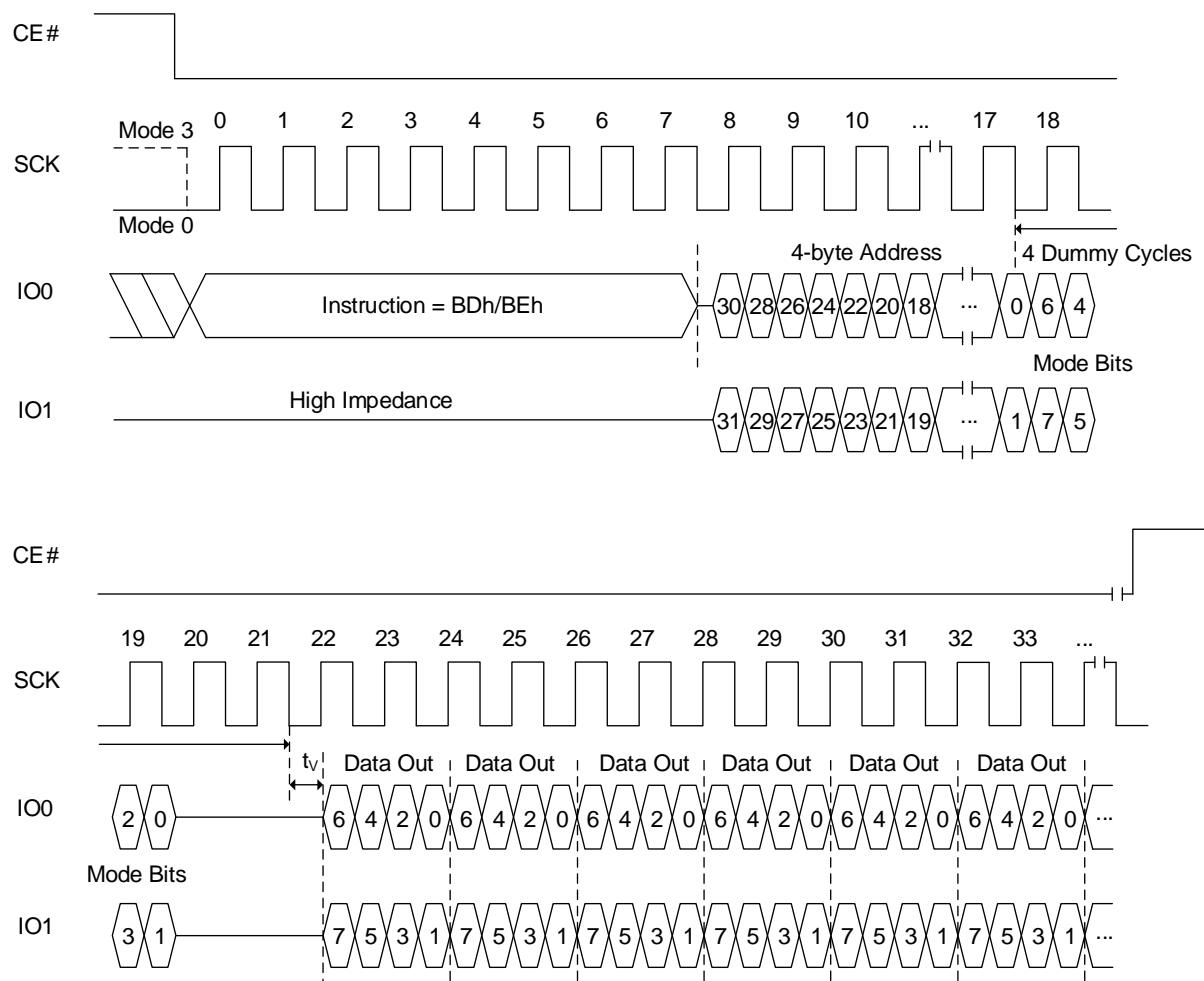 CE#
0 1 2 3 4 5 6 7 8 9 10 ... 17 18
Mode 3
SCK
Mode 0
4-byte Address 4 Dummy Cycles
IO0 Instruction = BDh/BEh 30 28 26 24 22 20 18 ... 0 6 4
Mode Bits
High Impedance
IO1 31 29 27 25 23 21 19 ... 1 7 5
CE#
19 20 21 22 23 24 25 26 27 28 29 30 31 32 33 ...
SCK
tV Data Out Data Out Data Out Data Out Data Out Data Out
IO0 2 0 6 4 2 0 6 4 2 0 6 4 2 0 6 4 2 0 6 4 2 0 6 4 2 0 ...
Mode Bits
IO1 3 1 7 5 3 1 7 5 3 1 7 5 3 1 7 5 3 1 7 5 3 1 7 5 3 1 ...